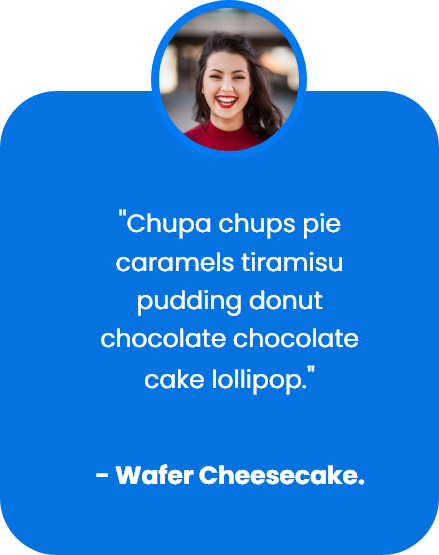 "Chupa chups pie
caramels tiramisu
pudding donut
chocolate chocolate
cake lollipop."
- Wafer Cheesecake.